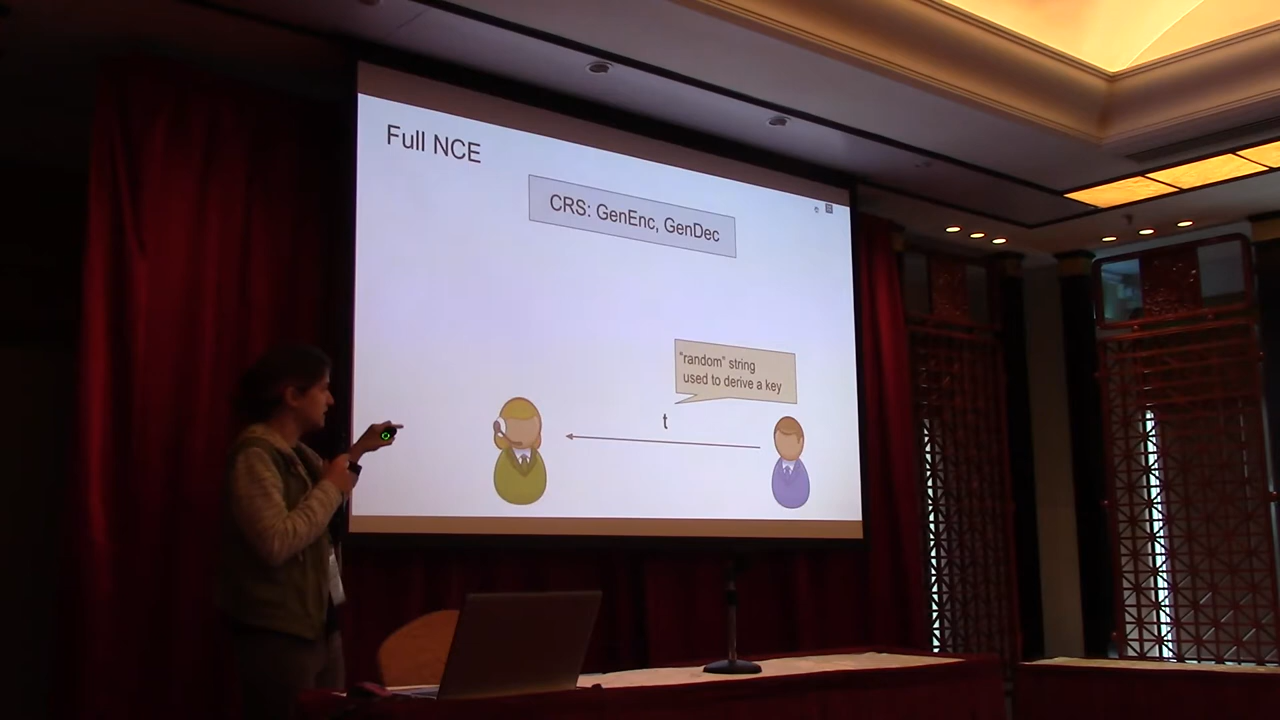 Full NCE
CRS: GenEnc, GenDec
"random" string
used to derive a key
t